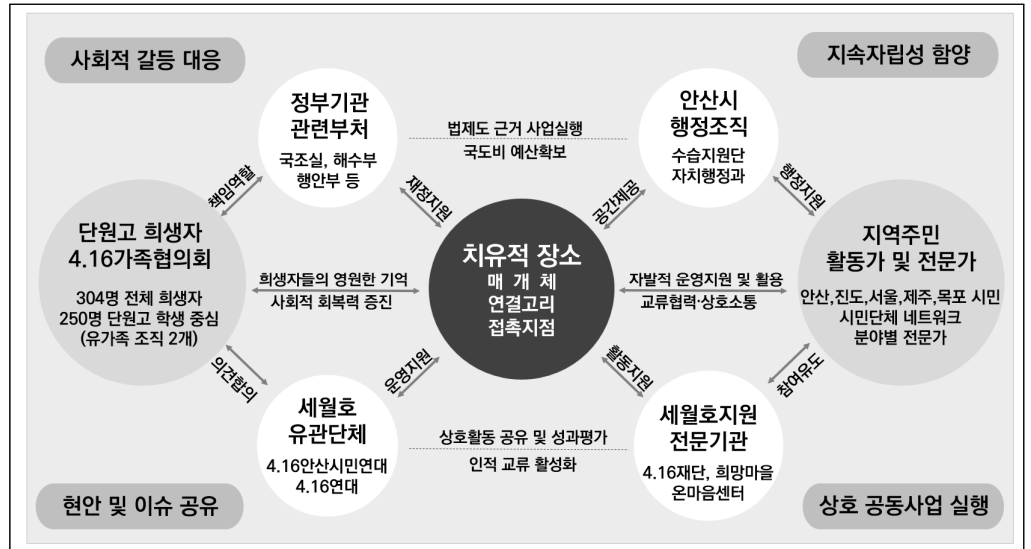 사회적 갈등 대응
지속자립성 함양
정부기관
관련부처
국조실, 해수부
행안부 등
법제도 근거 사업실행
국도비 예산확보
안산시
행정조직
수습지원단
자치행정과
책임역할
재정지원
공간제공
행정지원
단원고 희생자
4.16가족협의회
304명 전체 희생자
250명 단원고 학생 중심
(유가족 조직 2개)
희생자들의 영원한 기억
사회적 회복력 증진
치유적 장소
매 개 체
연결고리
접촉지점
자발적 운영지원 및 활용
교류협력·상호소통
지역주민
활동가 및 전문가
안산,진도,서울,제주,목포 시민
시민단체 네트워크
분야별 전문가
의견합의
운영지원
활동지원
참여유도
세월호
유관단체
4.16안산시민연대
4.16연대
상호활동 공유 및 성과평가
인적 교류 활성화
세월호지원
전문기관
4.16재단, 희망마을
온마음센터
현안 및 이슈 공유
상호 공동사업 실행